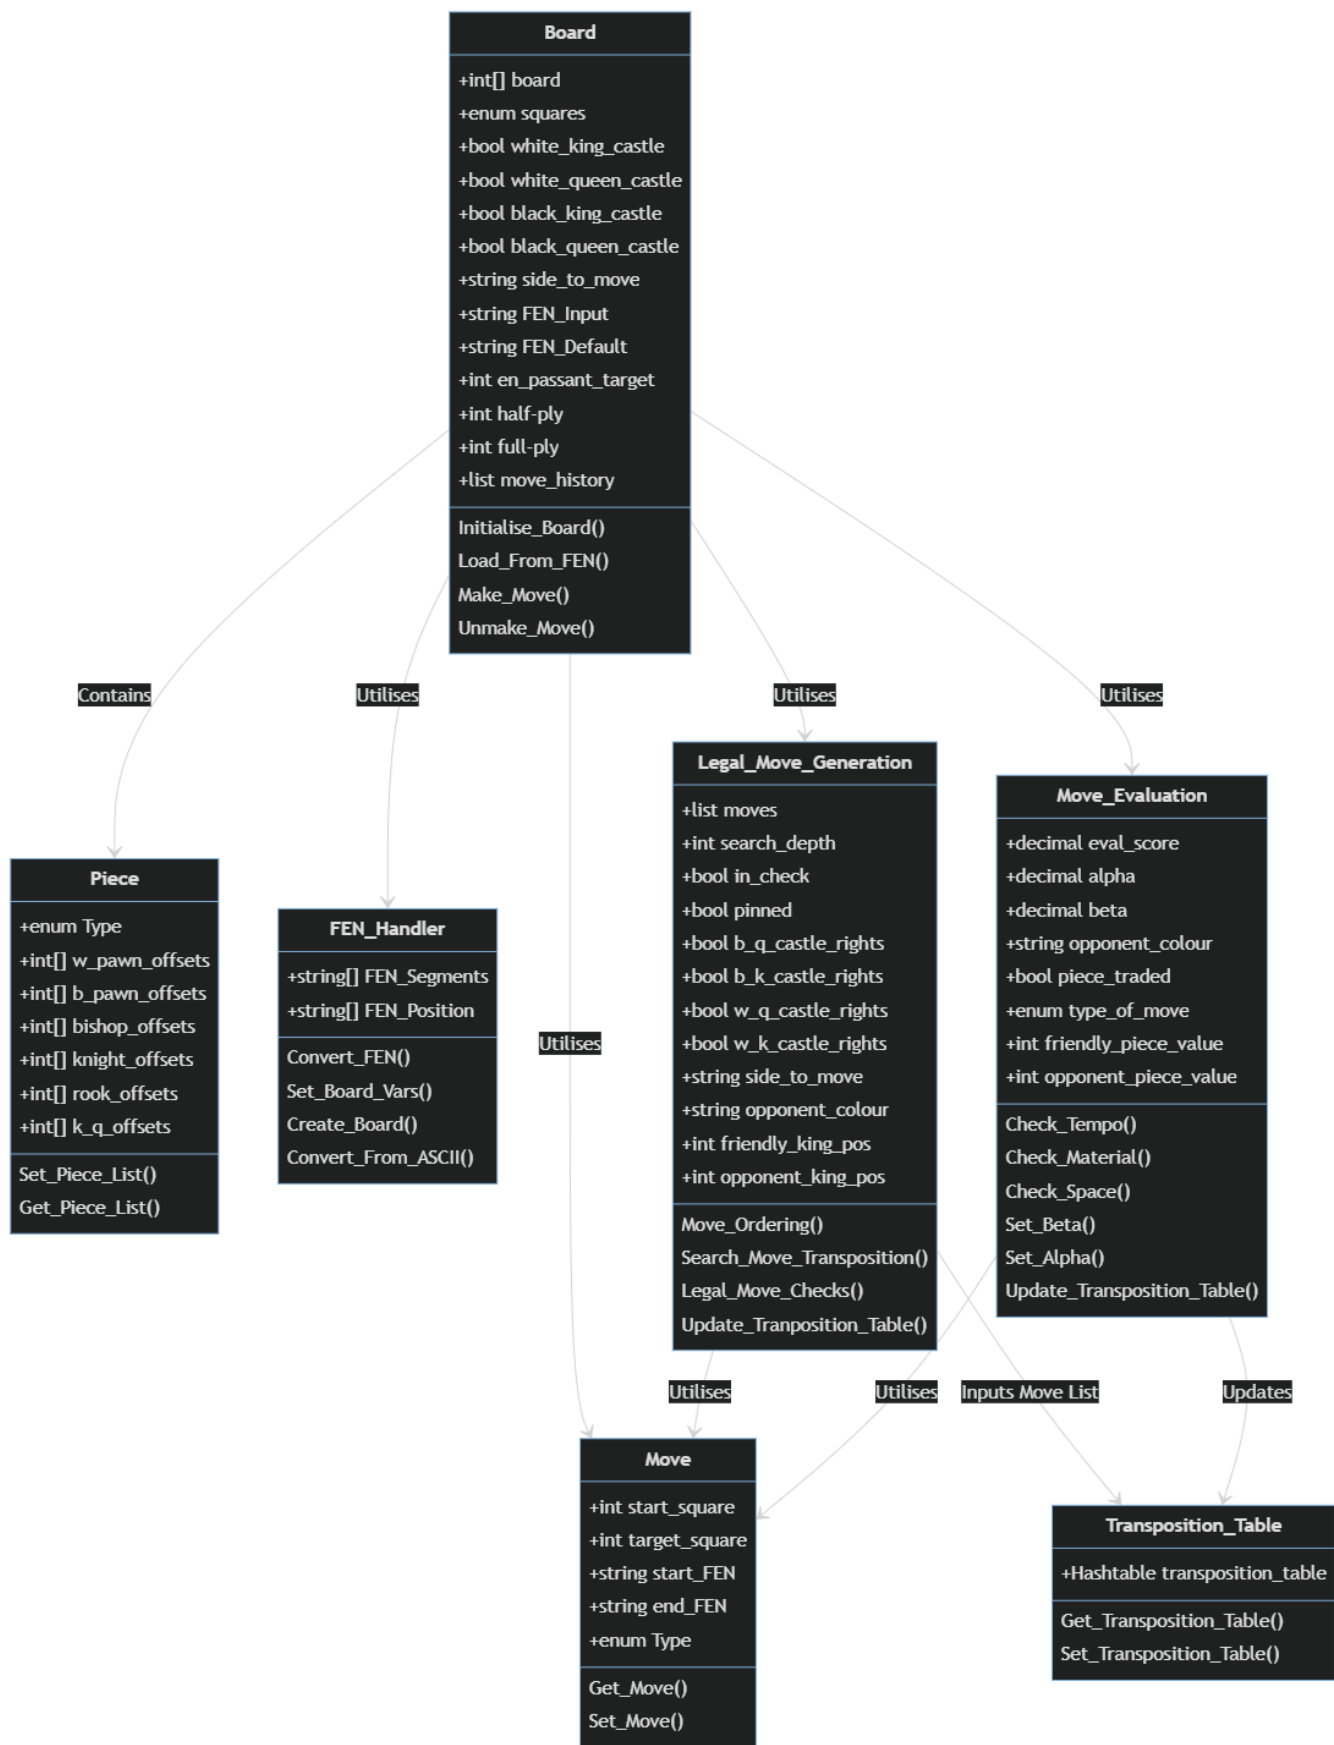 Board
+int[] board
+enum squares
+bool white_king_castle
+bool white_queen_castle
+bool black_king_castle
+bool black_queen_castle
+string side_to_move
+string FEN_Input
+string FEN_Default
+int en_passant_target
+int half-ply
+int full-ply
+list move_history
Initialise_Board()
Load_From_FEN()
Make_Move()
Unmake_Move()
Contains
Utilises
Utilises
Utilises
Utilises
Piece
+enum Type
+int[] w_pawn_offsets
+int[] b_pawn_offsets
+int[] bishop_offsets
+int[] knight_offsets
+int[] rook_offsets
+int[] k_q_offsets
Set_Piece_List()
Get_Piece_List()
FEN_Handler
+string[] FEN_Segments
+string[] FEN_Position
Convert_FEN()
Set_Board_Vars()
Create_Board()
Convert_From_ASCII()
Legal_Move_Generation
+list moves
+int search_depth
+bool in_check
+bool pinned
+bool b_q_castle_rights
+bool b_k_castle_rights
+bool w_q_castle_rights
+bool w_k_castle_rights
+string side_to_move
+string opponent_colour
+int friendly_king_pos
+int opponent_king_pos
Move_Ordering()
Search_Move_Transposition()
Legal_Move_Checks()
Update_Tranposition_Table()
Move_Evaluation
+decimal eval_score
+decimal alpha
+decimal beta
+string opponent_colour
+bool piece_traded
+enum type_of_move
+int friendly_piece_value
+int opponent_piece_value
Check_Tempo()
Check_Material()
Check_Space()
Set_Beta()
Set_Alpha()
Update_Transposition_Table()
Utilises
Utilises
Inputs Move List
Updates
Move
+int start_square
+int target_square
+string start_FEN
+string end_FEN
+enum Type
Get_Move()
Set_Move()
Transposition_Table
+Hashtable transposition_table
Get_Transposition_Table()
Set_Transposition_Table()